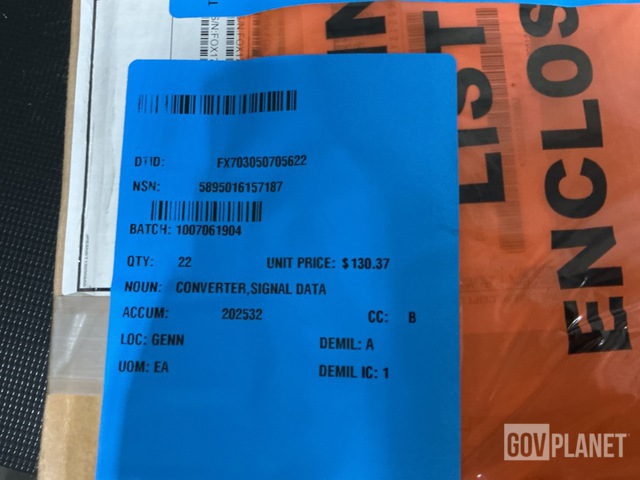 DTID: FX703050705622
NSN: 5895016157187
BATCH: 1007061904
QTY: 22 UNIT PRICE: $130.37
NOUN: CONVERTER,SIGNAL DATA
ACCUM: 202532 CC: B
LOC: GENN DEMIL: A
UOM: EA DEMIL IC: 1
LIST
ENCLOS
GOVPLANET